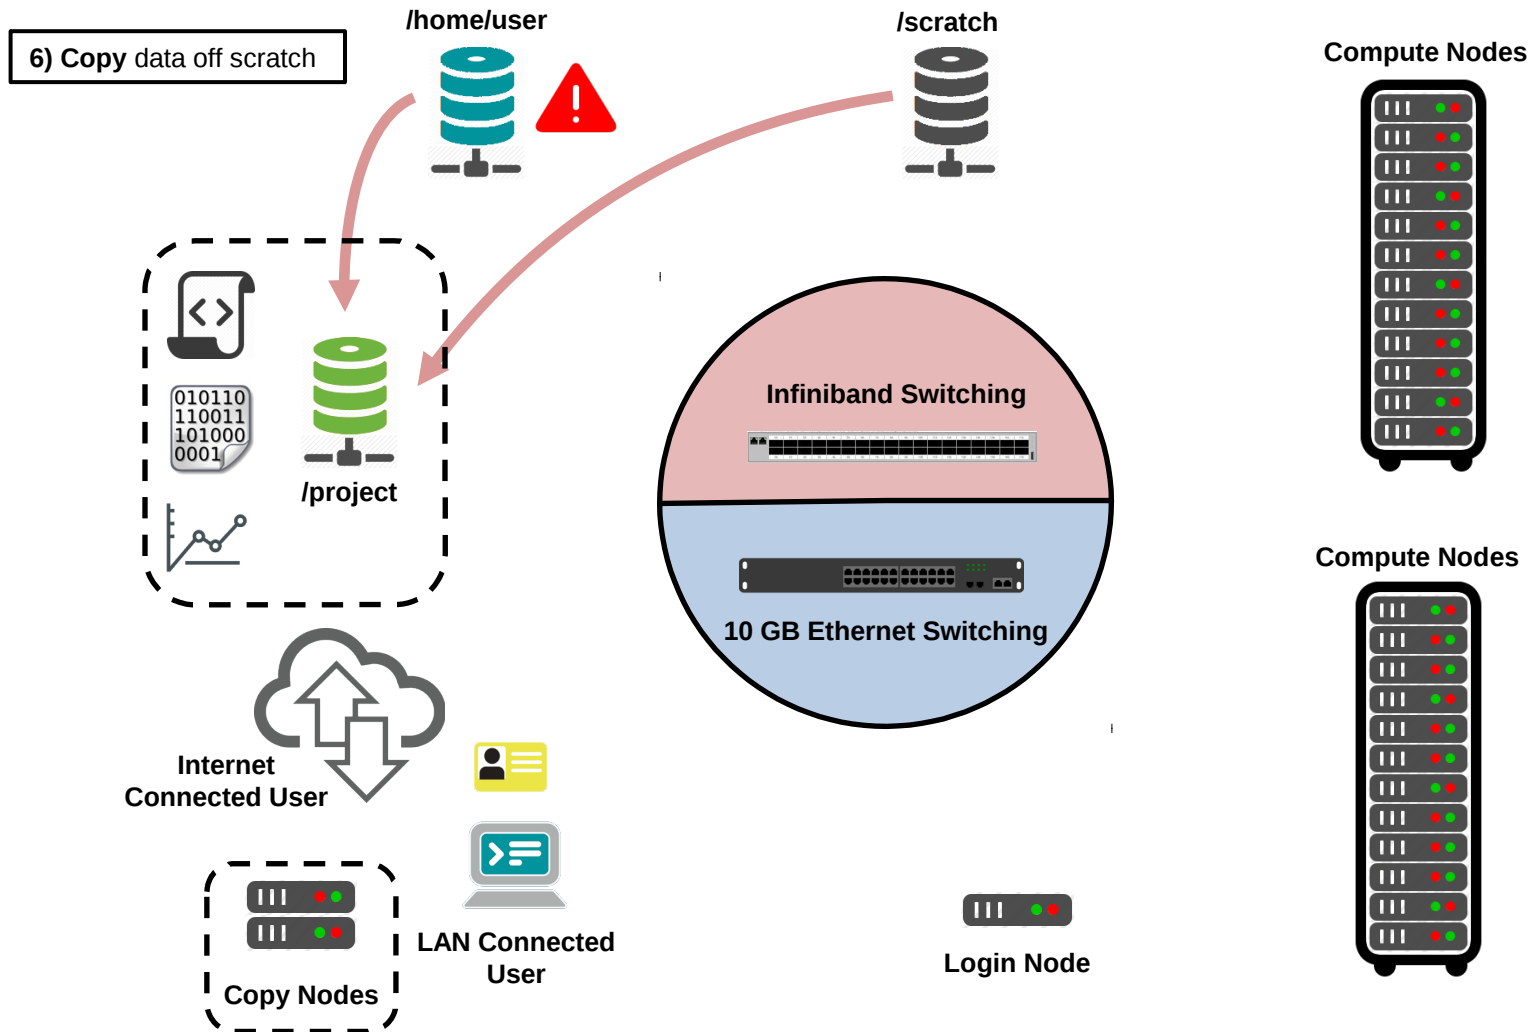 /home/user
/scratch
6) Copy data off scratch
Compute Nodes
010110
110011
101000
0001
/project
Infiniband Switching
10 GB Ethernet Switching
Compute Nodes
Internet
Connected User
LAN Connected
User
Copy Nodes
Login Node